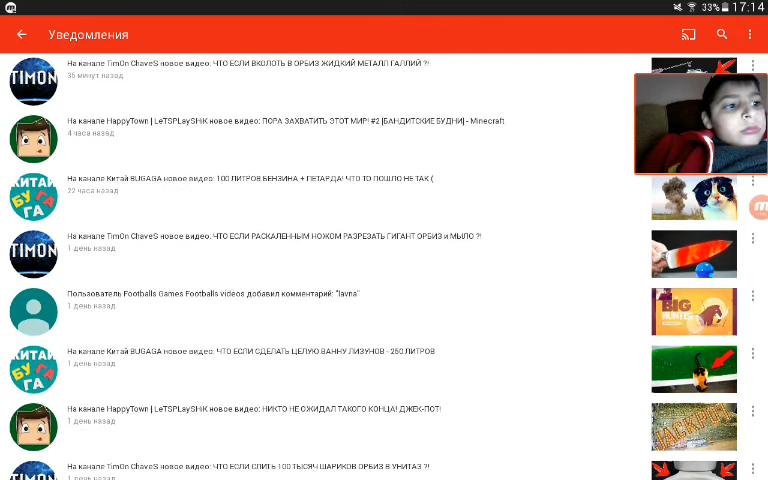 33% 17:14
Уведомления
TIMON
На канале TimOn ChaveS новое видео: ЧТО ЕСЛИ ВКОЛОТЬ В ОРБИЗ ЖИДКИЙ МЕТАЛЛ ГАЛЛИЙ ?!
35 минут назад
На канале HappyTown | LeTSPLaySHiK новое видео: ПОРА ЗАХВАТИТЬ ЭТОТ МИР! #2 [БАНДИТСКИЕ БУДНИ] - Minecraft
4 часа назад
КИТАЙ
БУГА
ГА
На канале Китай BUGAGA новое видео: 100 ЛИТРОВ БЕНЗИНА + ПЕТАРДА! ЧТО ТО ПОШЛО НЕ ТАК (
22 часа назад
TIMON
На канале TimOn ChaveS новое видео: ЧТО ЕСЛИ РАСКАЛЕННЫМ НОЖОМ РАЗРЕЗАТЬ ГИГАНТ ОРБИЗ и МЫЛО ?!
1 день назад
Пользователь Footballs Games Footballs videos добавил комментарий: "lavna"
1 день назад
BIG
КИТАЙ
БУГА
ГА
На канале Китай BUGAGA новое видео: ЧТО ЕСЛИ СДЕЛАТЬ ЦЕЛУЮ ВАННУ ЛИЗУНОВ - 250 ЛИТРОВ
1 день назад
На канале HappyTown | LeTSPLaySHiK новое видео: НИКТО НЕ ОЖИДАЛ ТАКОГО КОНЦА! ДЖЕК-ПОТ!
1 день назад
JACKPOT
TIMON
На канале TimOn ChaveS новое видео: ЧТО ЕСЛИ СЛИТЬ 100 ТЫСЯЧ ШАРИКОВ ОРБИЗ В УНИТАЗ ?!
1 день назад